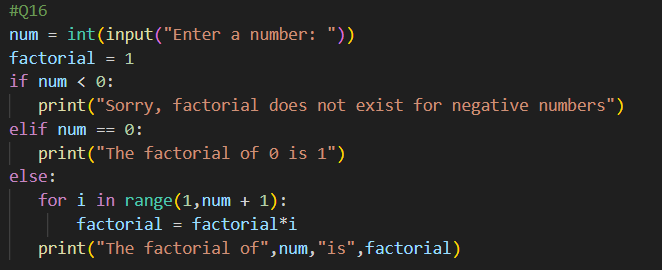 #Q16
num = int(input("Enter a number: "))
factorial = 1
if num < 0:
   print("Sorry, factorial does not exist for negative numbers")
elif num == 0:
   print("The factorial of 0 is 1")
else:
   for i in range(1,num + 1):
       factorial = factorial*i
   print("The factorial of",num,"is",factorial)